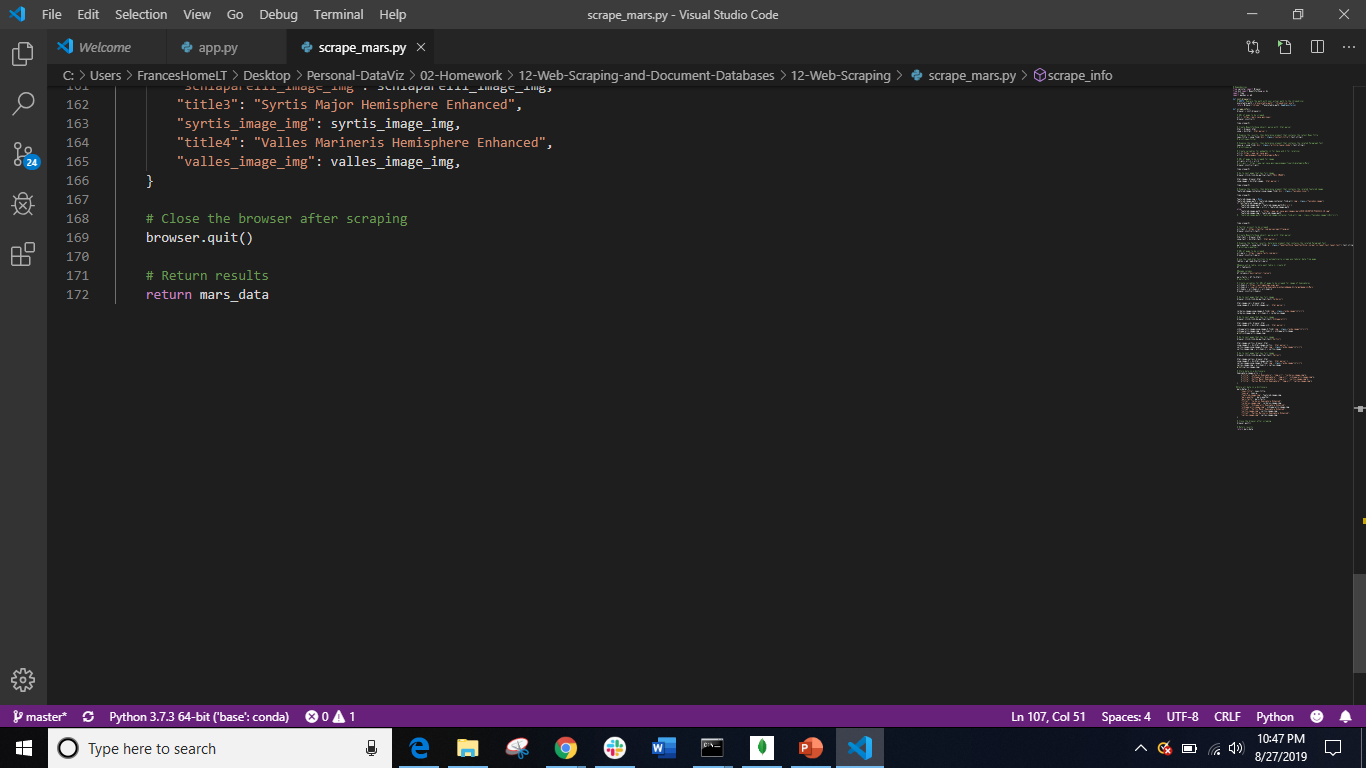 File Edit Selection View Go Debug Terminal Help scrape_mars.py - Visual Studio Code
Welcome app.py scrape_mars.py
C: > Users > FrancesHomeLT > Desktop > Personal-DataViz > 02-Homework > 12-Web-Scraping-and-Document-Databases > 12-Web-Scraping > scrape_mars.py > scrape_info
161 "schiaparelli_image_img": schiaparelli_image_img,
162 "title3": "Syrtis Major Hemisphere Enhanced",
163 "syrtis_image_img": syrtis_image_img,
164 "title4": "Valles Marineris Hemisphere Enhanced",
165 "valles_image_img": valles_image_img,
166 }
167
168 # Close the browser after scraping
169 browser.quit()
170
171 # Return results
172 return mars_data
24
master* Python 3.7.3 64-bit ('base': conda) 0 1 Ln 107, Col 51 Spaces: 4 UTF-8 CRLF Python
Type here to search
10:47 PM
8/27/2019